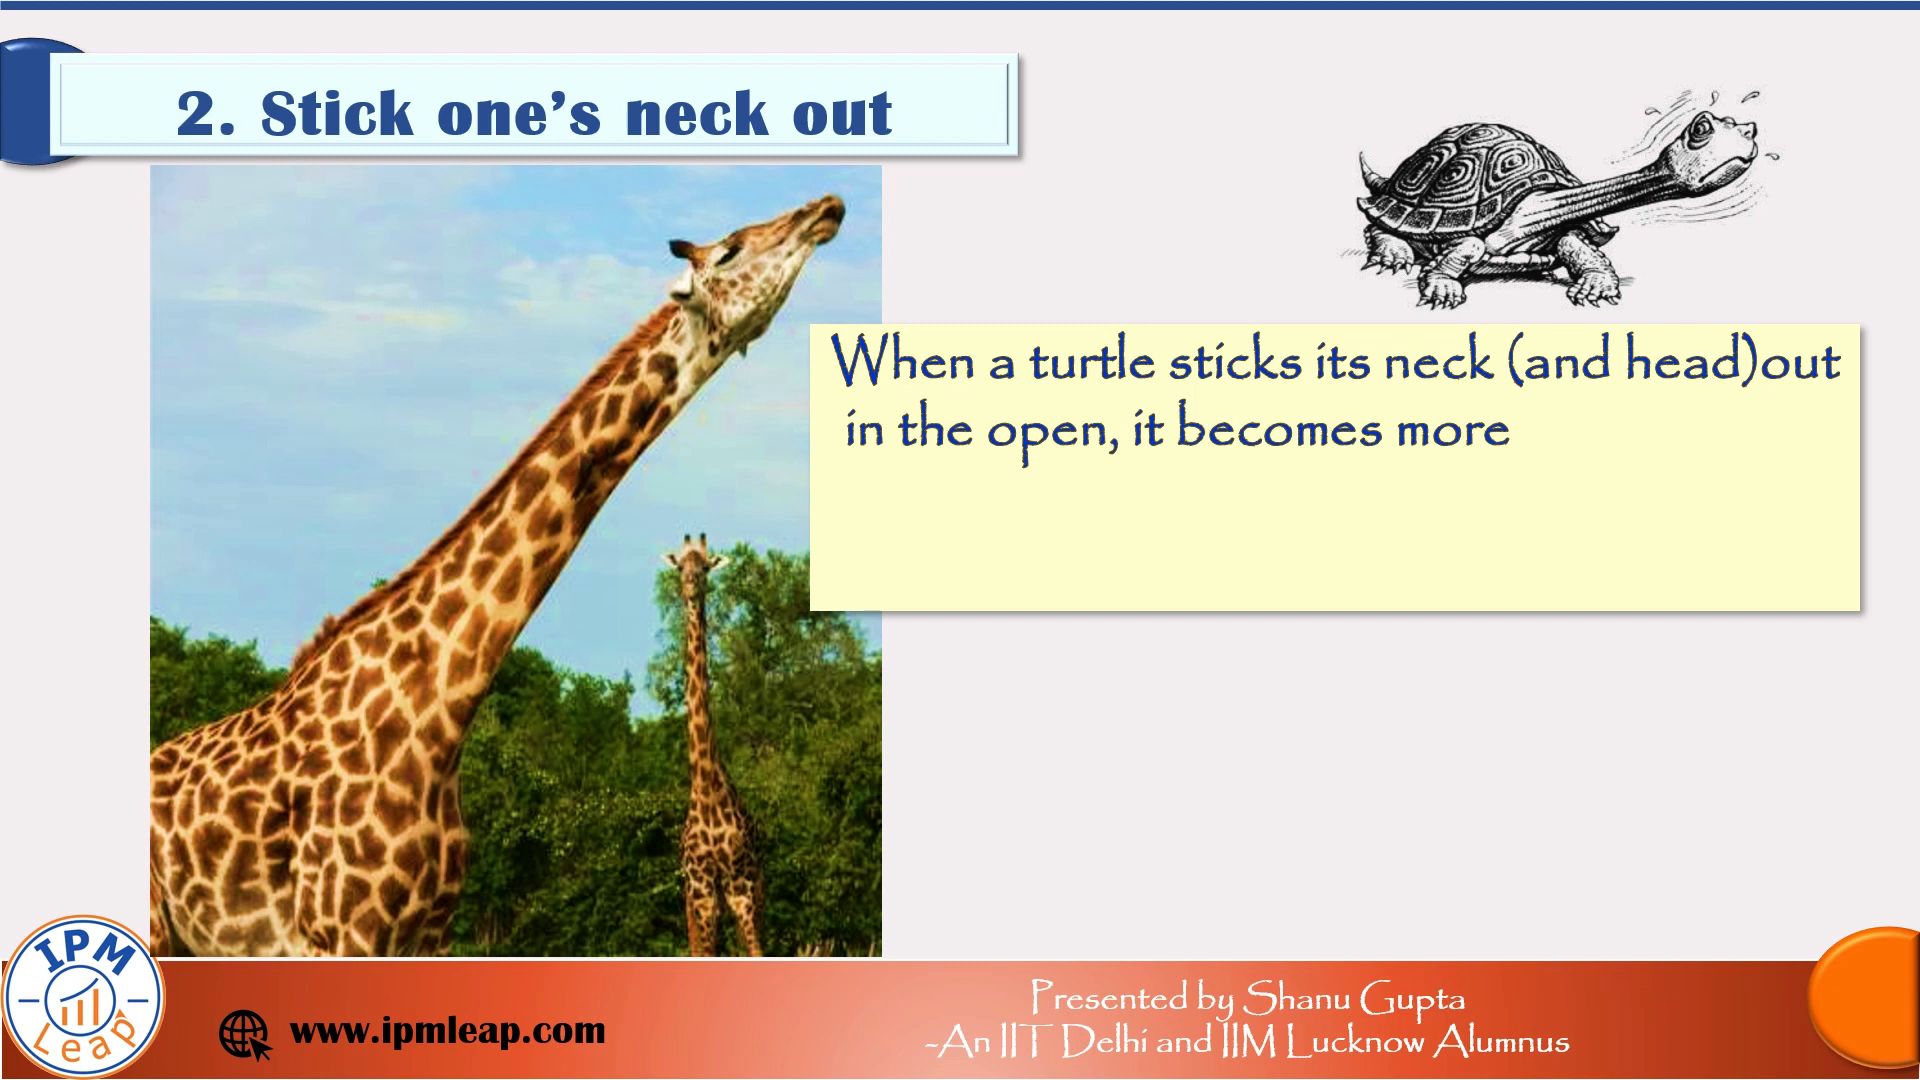 2. Stick one's neck out
When a turtle sticks its neck (and head)out
in the open, it becomes more
IPM
Leap
www.ipmleap.com
Presented by Shanu Gupta
-An IIT Delhi and IIM Lucknow Alumnus